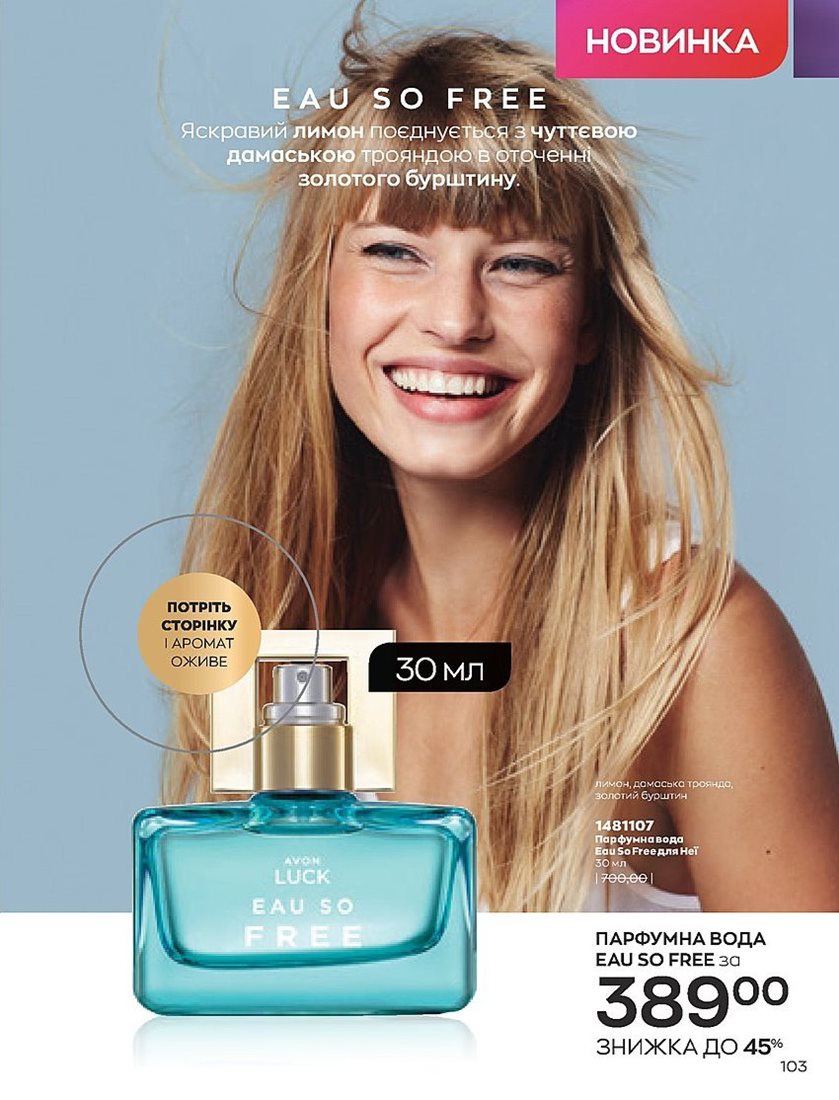 НОВИНКА
EAU SO FREE
Яскравий лимон поєднується з чуттєвою
дамаською трояндою в оточенні
золотого бурштину.
ПОТРІТЬ
СТОРІНКУ
І АРОМАТ
ОЖИВЕ
30 МЛ
AVON
LUCK
EAU SO
FREE
лимон, дамаська троянда,
золотий бурштин
1481107
Парфумна вода
Eau So Free для Неї
30 мл
| 700,00 |
ПАРФУМНА ВОДА
EAU SO FREE за
389⁰⁰
ЗНИЖКА ДО 45%
103